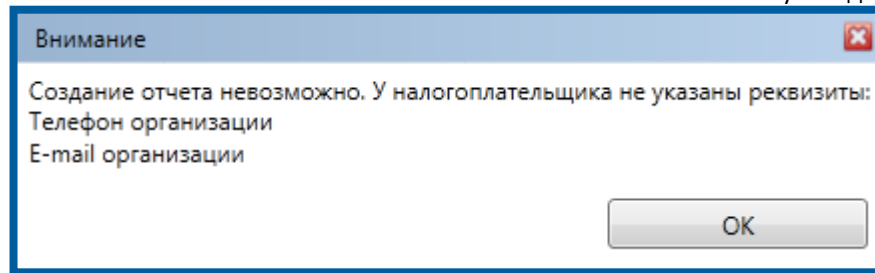 Внимание
Создание отчета невозможно. У налогоплательщика не указаны реквизиты:
Телефон организации
E-mail организации
OK